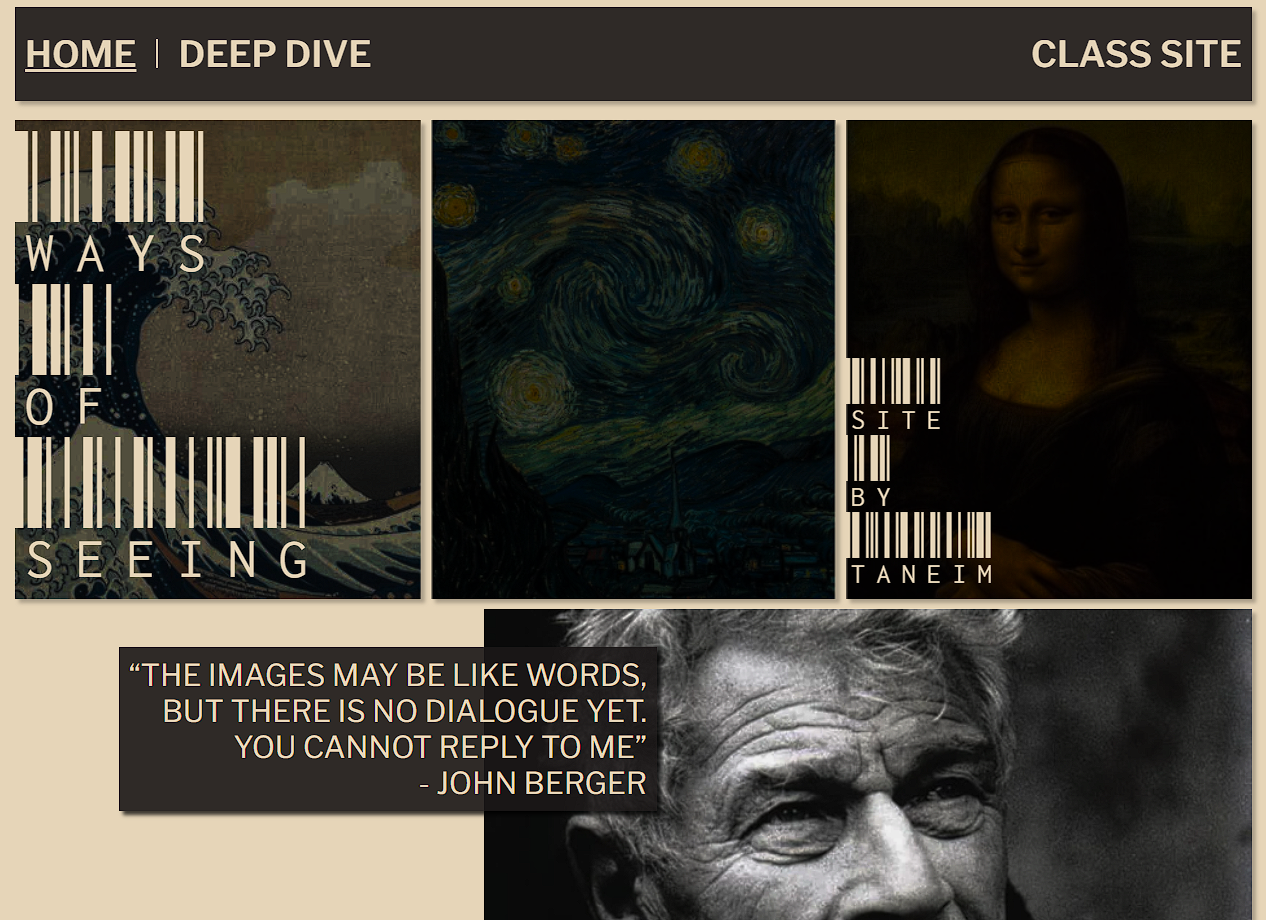 HOME | DEEP DIVE
CLASS SITE
WAYS
OF
SEEING
SITE
BY
TANEIM
“THE IMAGES MAY BE LIKE WORDS,
BUT THERE IS NO DIALOGUE YET.
YOU CANNOT REPLY TO ME”
- JOHN BERGER